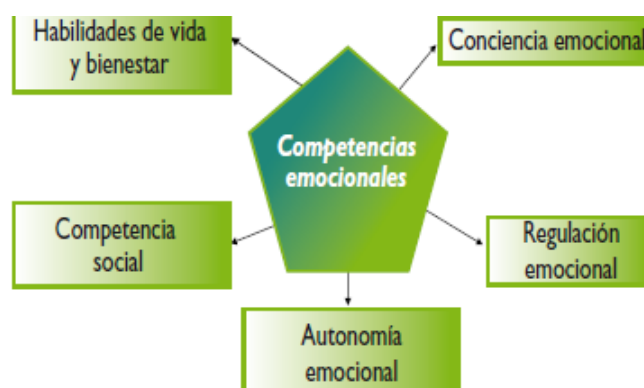 Habilidades de vida
y bienestar
Conciencia emocional
Competencias
emocionales
Competencia
social
Regulación
emocional
Autonomía
emocional